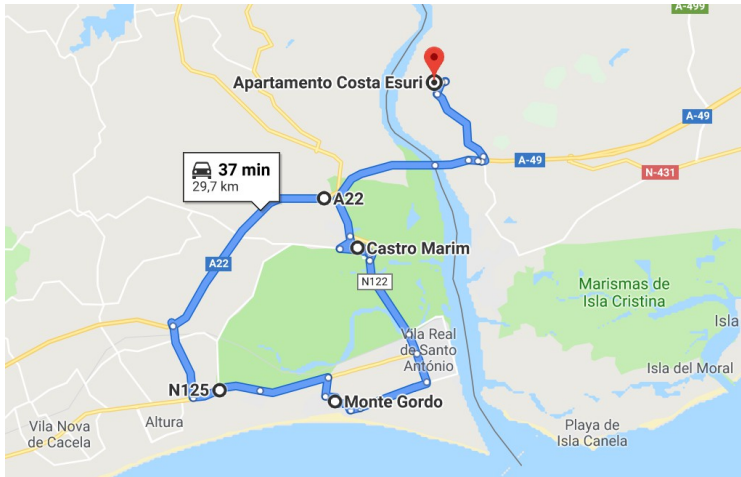 A-499
Apartamento Costa Esuri
A-49
A-49
N-431
37 min
29,7 km
A22
Castro Marim
A22
N122
Marismas de
Isla Cristina
Isla
Vila Real
de Santo
António
Isla del Moral
N125
Monte Gordo
Vila Nova
de Cacela
Altura
Playa de
Isla Canela